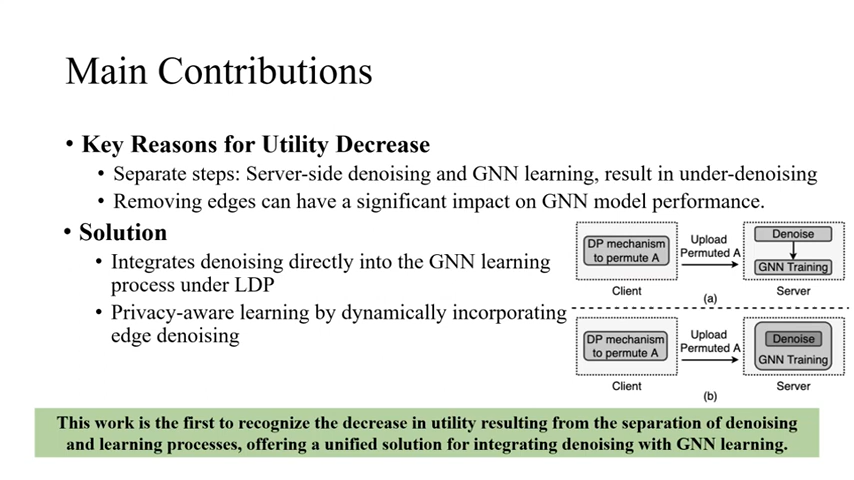 Main Contributions
• Key Reasons for Utility Decrease
• Separate steps: Server-side denoising and GNN learning, result in under-denoising
• Removing edges can have a significant impact on GNN model performance.
• Solution
• Integrates denoising directly into the GNN learning
process under LDP
• Privacy-aware learning by dynamically incorporating
edge denoising
DP mechanism
to permute A
Client
Upload
Permuted A
Denoise
GNN Training
Server
(a)
DP mechanism
to permute A
Client
Upload
Permuted A
Denoise
GNN Training
Server
(b)
This work is the first to recognize the decrease in utility resulting from the separation of denoising
and learning processes, offering a unified solution for integrating denoising with GNN learning.